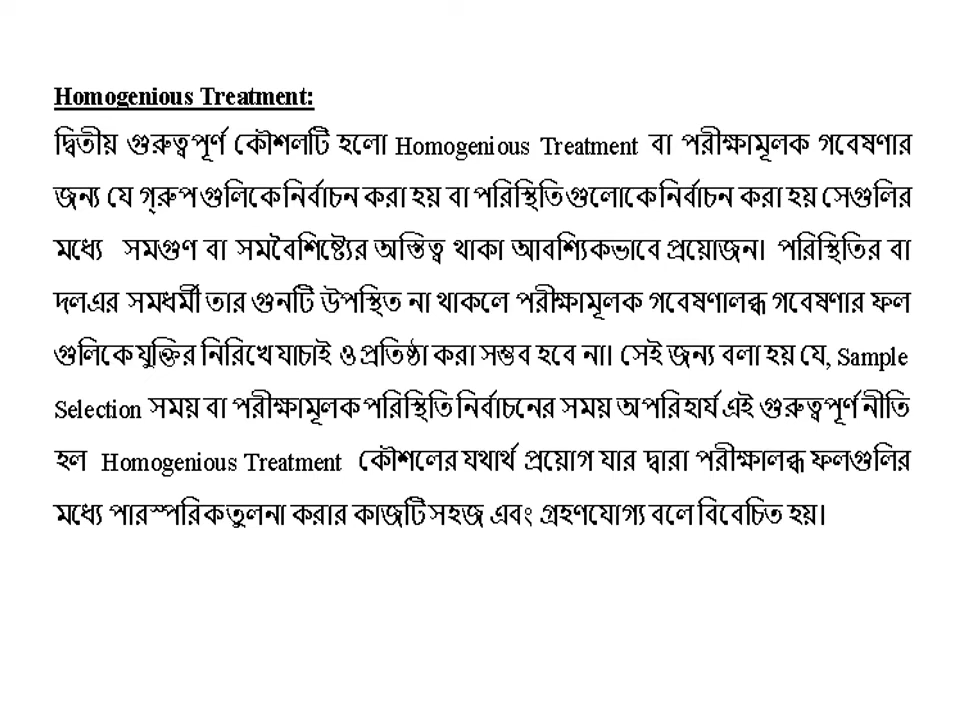 Homogenious Treatment:
দ্বিতীয় গুরুত্বপূর্ণ কৌশলটি হলো Homogenious Treatment বা পরীক্ষামূলক গবেষণার
জন্য যে গ্রুপ গুলিকে নির্বাচন করা হয় বা পরিস্থিতি গুলোকে নির্বাচন করা হয় সেগুলির
মধ্যে সমগুণ বা সমবৈশিষ্ট্যের অস্তিত্ব থাকা আবশ্যিকভাবে প্রয়োজন। পরিস্থিতির বা
দলএর সমধর্মী তার গুনটি উপস্থিত না থাকলে পরীক্ষামূলক গবেষণালব্ধ গবেষণার ফল
গুলিকে যুক্তির নিরিখে যাচাই ও প্রতিষ্ঠা করা সম্ভব হবে না। সেই জন্য বলা হয় যে, Sample
Selection সময় বা পরীক্ষামূলক পরিস্থিতি নির্বাচনের সময় অপরিহার্য এই গুরুত্বপূর্ণ নীতি
হল Homogenious Treatment কৌশলের যথার্থ প্রয়োগ যার দ্বারা পরীক্ষালব্ধ ফলগুলির
মধ্যে পারস্পরিক তুলনা করার কাজটি সহজ এবং গ্রহণযোগ্য বলে বিবেচিত হয়।